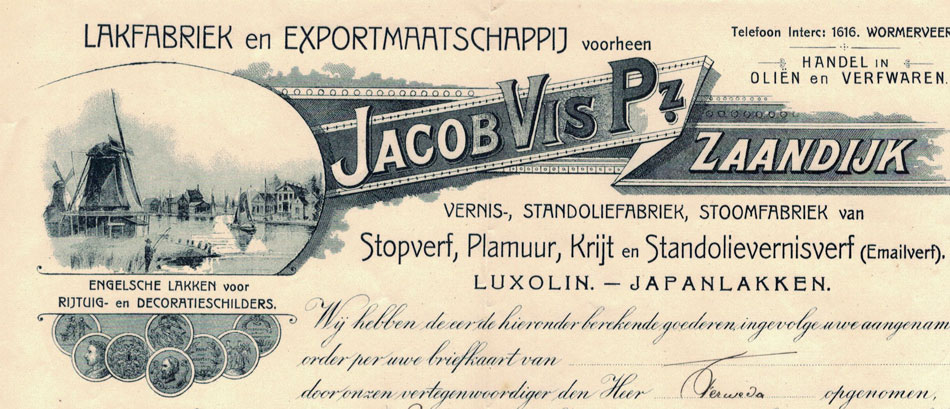 LAKFABRIEK en EXPORTMAATSCHAPPIJ voorheen
Telefoon Interc: 1616. WORMERVEER
HANDEL IN
OLIËN en VERFWAREN.
JACOB VIS Pz.
ZAANDIJK
VERNIS-, STANDOLIEFABRIEK, STOOMFABRIEK van
Stopverf, Plamuur, Krijt en Standolievernisverf (Emailverf).
LUXOLIN. — JAPANLAKKEN.
ENGELSCHE LAKKEN voor
RIJTUIG- en DECORATIESCHILDERS.
Wij hebben de eer de hieronder berekende goederen, ingevolge uwe aangenam
order per uwe briefkaart van
door onzen vertegenwoordiger den Heer Ferweda opgenomen,